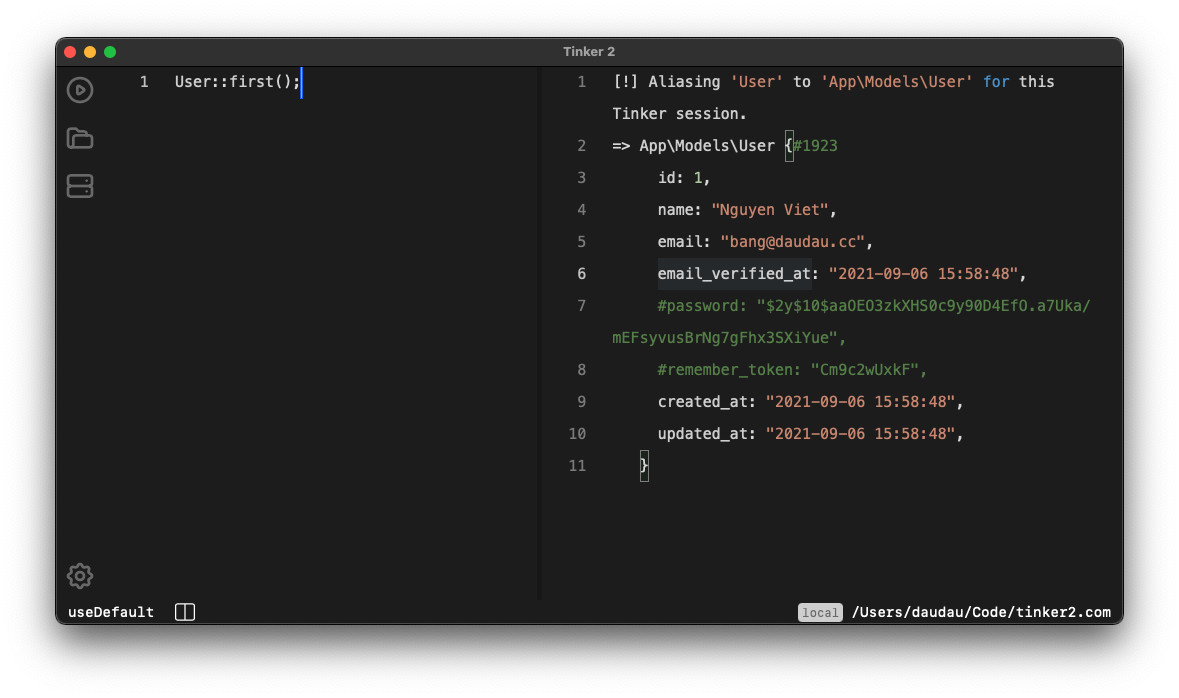 Tinker 2
1 User::first();
1 [!] Aliasing 'User' to 'App\Models\User' for this
Tinker session.
2 => App\Models\User {#1923
3 id: 1,
4 name: "Nguyen Viet",
5 email: "bang@daudau.cc",
6 email_verified_at: "2021-09-06 15:58:48",
7 #password: "$2y$10$aaOEO3zkXHS0c9y90D4EfO.a7Uka/
mEFsyvusBrNg7gFhx3SXiYue",
8 #remember_token: "Cm9c2wUxkF",
9 created_at: "2021-09-06 15:58:48",
10 updated_at: "2021-09-06 15:58:48",
11 }
useDefault
local /Users/daudau/Code/tinker2.com